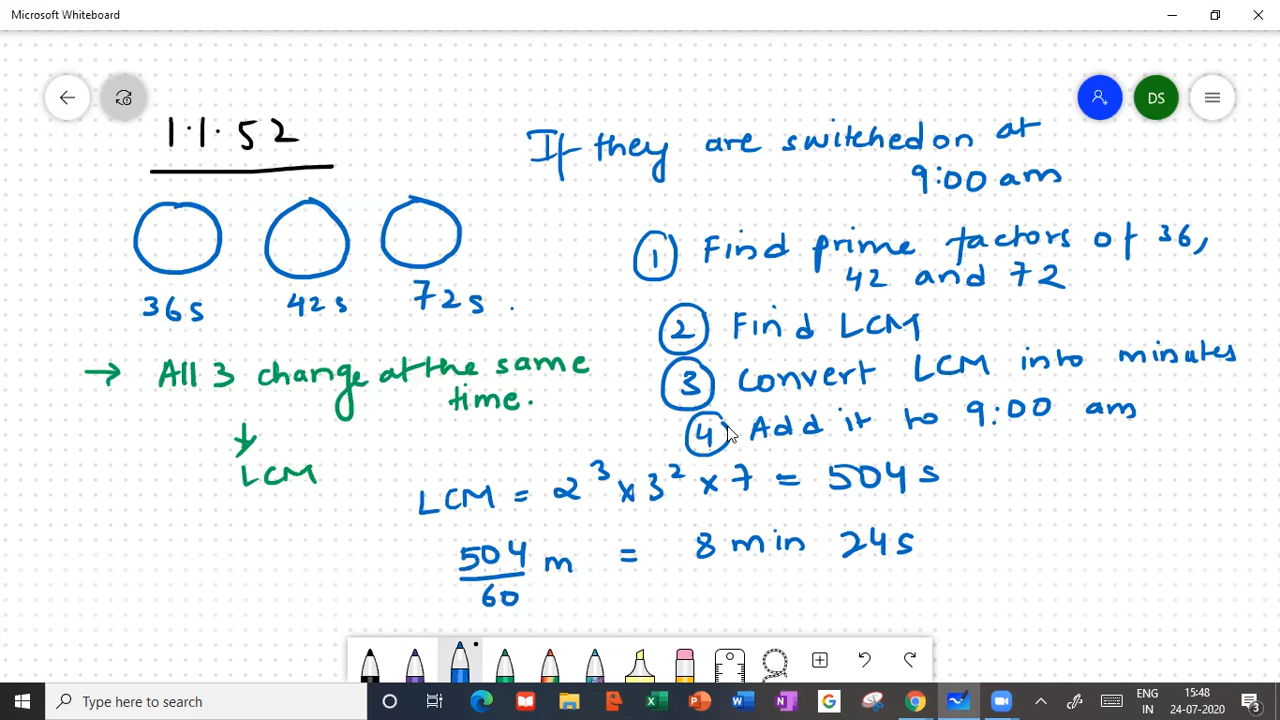 Microsoft Whiteboard
DS
1.1.52
If they are switched on at
9:00 am
36s 42s 72s.
→ All 3 change at the same
time.
↓
LCM
① Find prime factors of 36,
42 and 72
② Find LCM
③ Convert LCM into minutes
④ Add it to 9:00 am
LCM = 2³ × 3² × 7 = 504 s
504/60 m = 8 min 24s
Type here to search
ENG
IN
15:48
24-07-2020
3